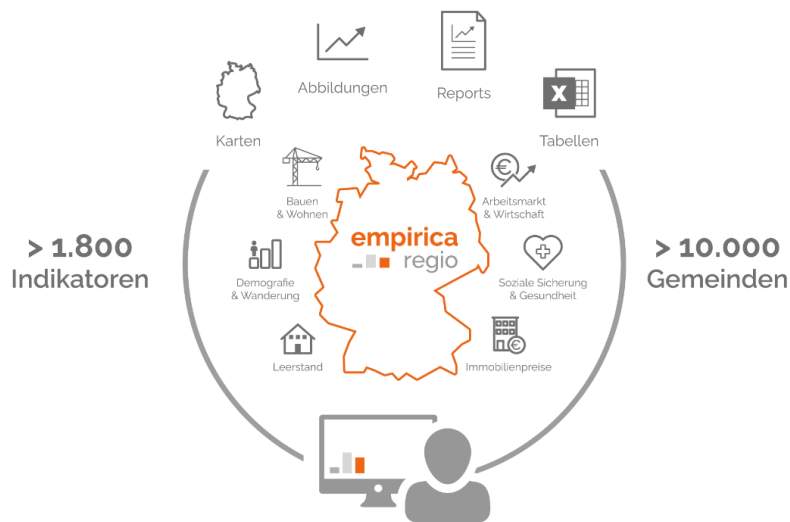 Abbildungen
Reports
Karten
Tabellen
Bauen
& Wohnen
Arbeitsmarkt
& Wirtschaft
empirica
regio
> 1.800
Indikatoren
> 10.000
Gemeinden
Demografie
& Wanderung
Soziale Sicherung
& Gesundheit
Leerstand
Immobilienpreise
X
€
€